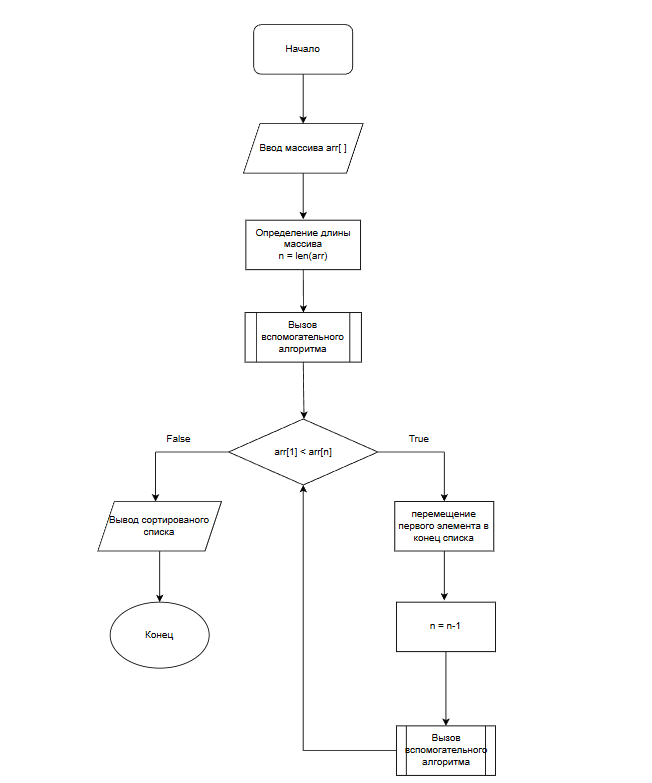 Начало
Ввод массива arr[ ]
Определение длины
массива
n = len(arr)
Вызов
вспомогательного
алгоритма
arr[1] < arr[n]
False
True
Вывод сортированого
списка
перемещение
первого элемента в
конец списка
Конец
n = n-1
Вызов
вспомогательного
алгоритма